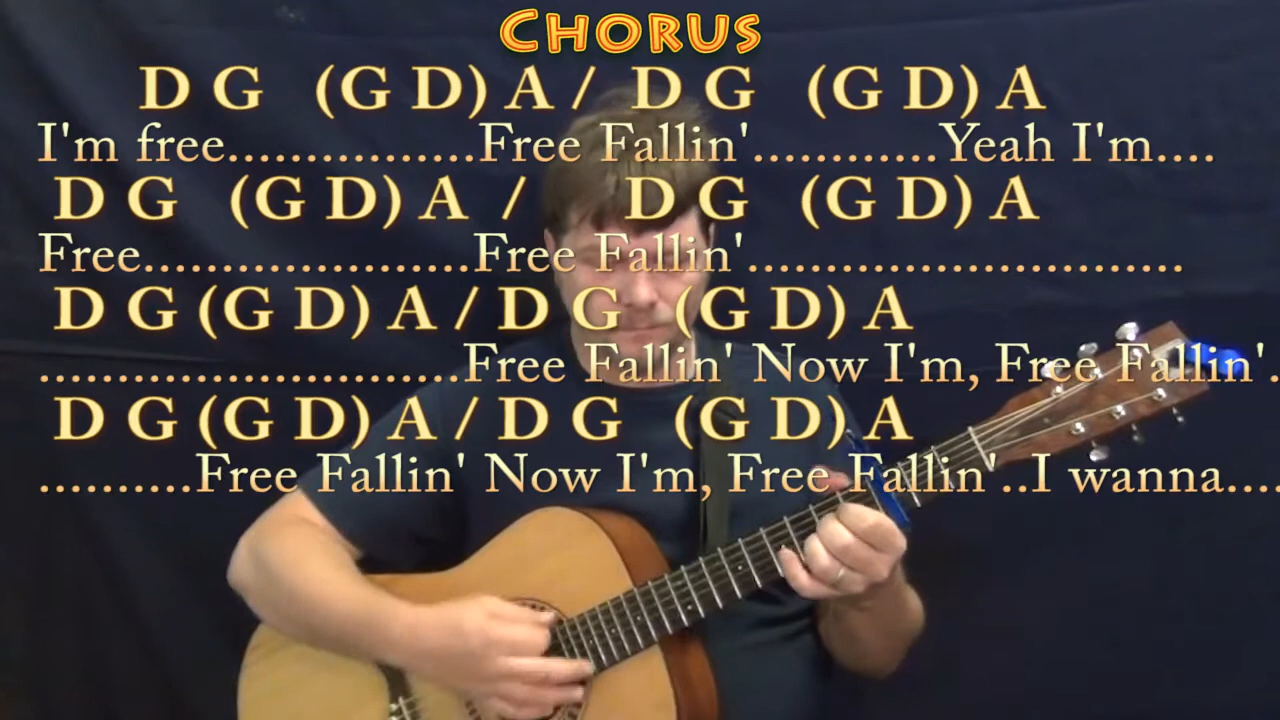 CHORUS
D G (G D) A / D G (G D) A
I'm free................Free Fallin'............Yeah I'm....
D G (G D) A / D G (G D) A
Free.....................Free Fallin'............................
D G (G D) A / D G (G D) A
...........................Free Fallin' Now I'm, Free Fallin'.
D G (G D) A / D G (G D) A
..........Free Fallin' Now I'm, Free Fallin'..I wanna....